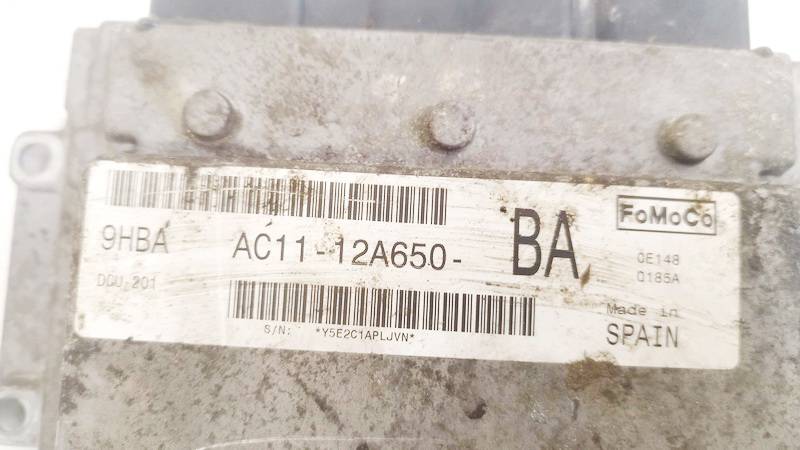 FoMoCo
9HBA AC11-12A650- BA
DCU 201
0E148
0185A
Made in
SPAIN
S/N: *Y5E2C1APLJVN*